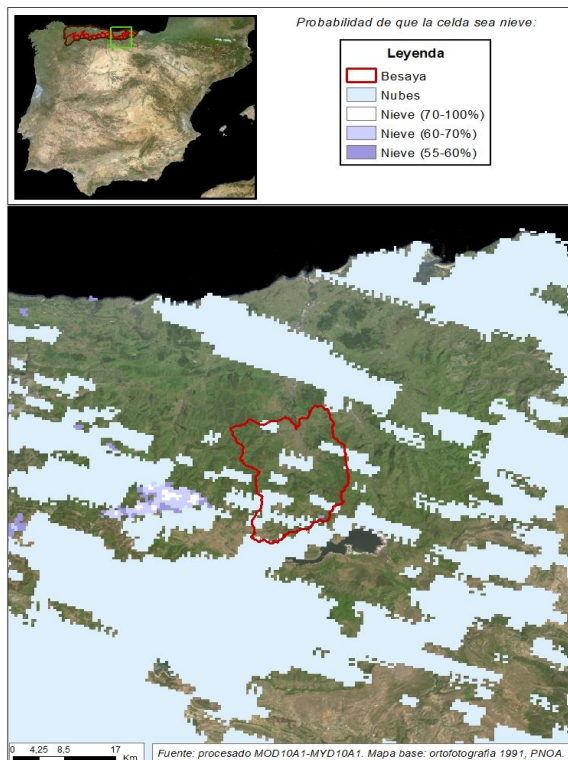 Probabilidad de que la celda sea nieve:
Leyenda
Besaya
Nubes
Nieve (70-100%)
Nieve (60-70%)
Nieve (55-60%)
0 4,25 8,5 17
Km
Fuente: procesado MOD10A1-MYD10A1. Mapa base: ortofotografía 1991, PNOA.